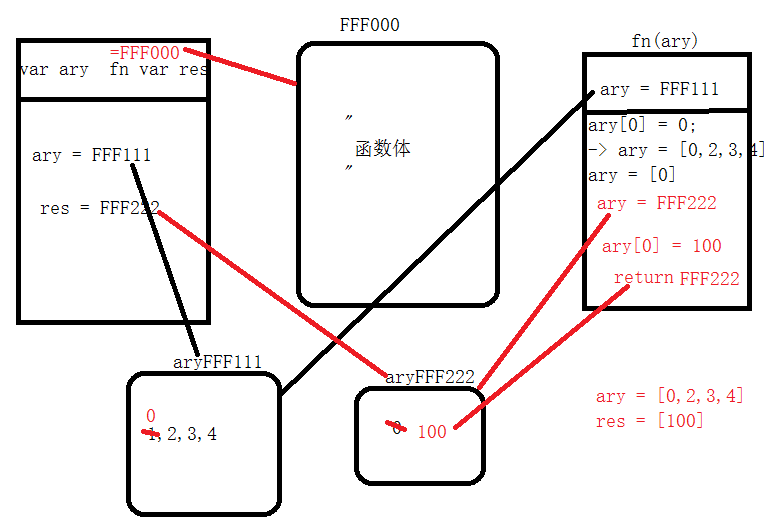 FFF000
=FFF000
var ary fn var res
ary = FFF111
res = FFF222
"
函数体
"
fn(ary)
ary = FFF111
ary[0] = 0;
-> ary = [0,2,3,4]
ary = [0]
ary = FFF222
ary[0] = 100
return FFF222
aryFFF111
0
1,2,3,4
aryFFF222
0 100
ary = [0,2,3,4]
res = [100]